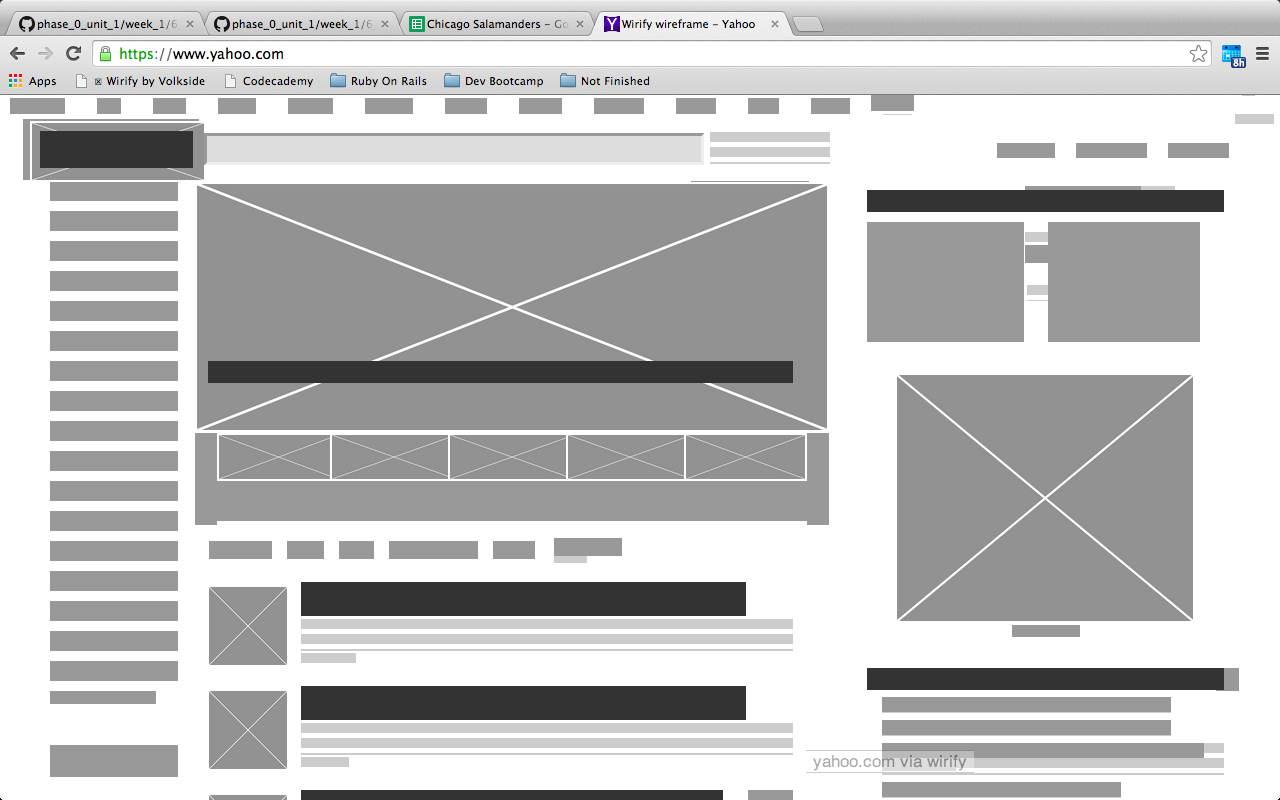 phase_0_unit_1/week_1/6
phase_0_unit_1/week_1/6
Chicago Salamanders – Go
Wirify wireframe – Yahoo
https://www.yahoo.com
8h
Apps
Wirify by Volkside
Codecademy
Ruby On Rails
Dev Bootcamp
Not Finished
yahoo.com via wirify